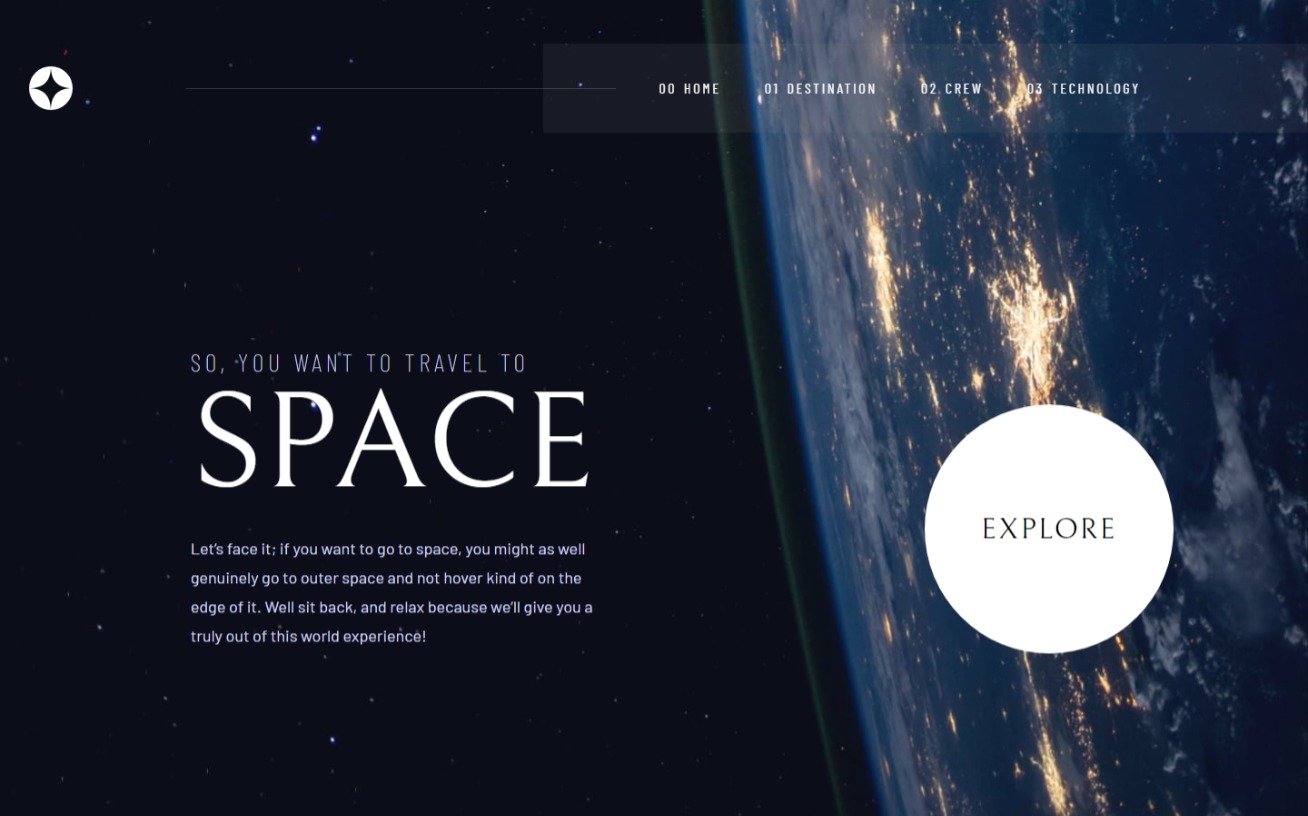 00 HOME 01 DESTINATION 02 CREW 03 TECHNOLOGY
SO, YOU WANT TO TRAVEL TO
SPACE
Let’s face it; if you want to go to space, you might as well
genuinely go to outer space and not hover kind of on the
edge of it. Well sit back, and relax because we’ll give you a
truly out of this world experience!
EXPLORE